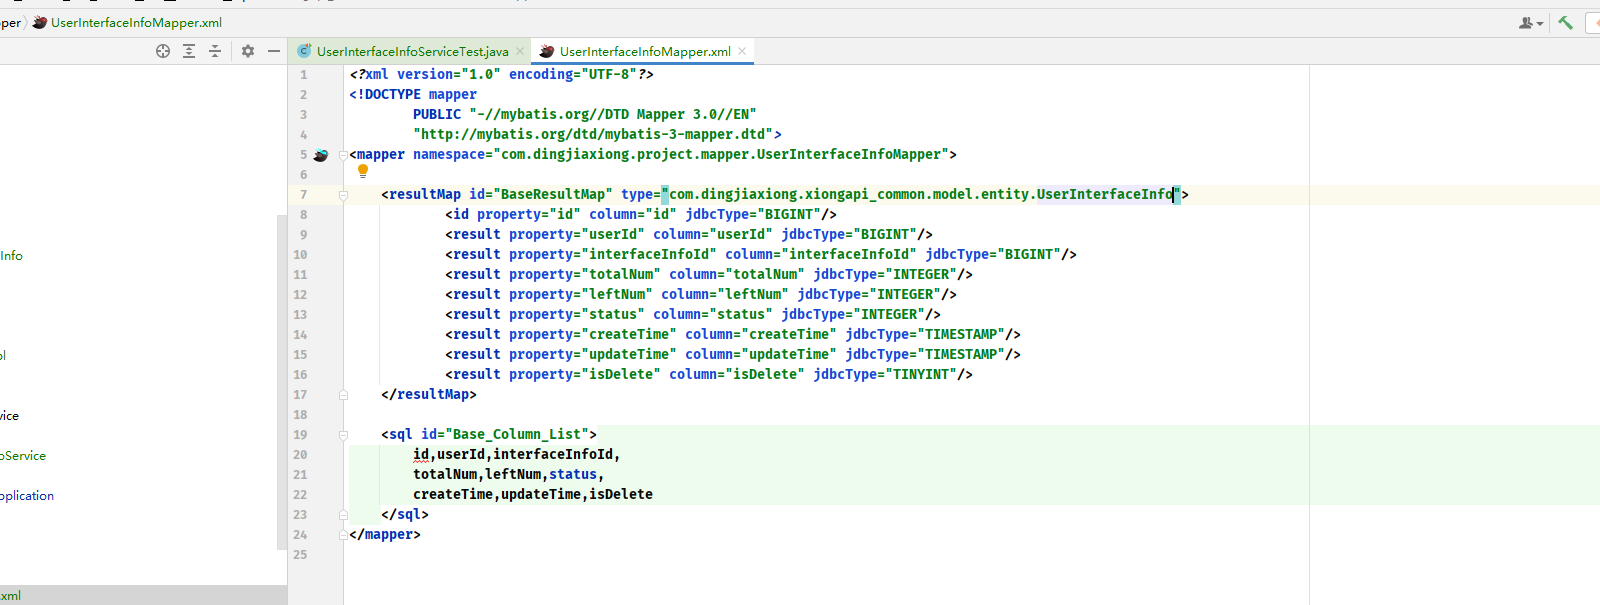 per UserInterfaceInfoMapper.xml
UserInterfaceInfoServiceTest.java UserInterfaceInfoMapper.xml
Info
ol
vice
oService
pplication
.xml
1 <?xml version="1.0" encoding="UTF-8"?>
2 <!DOCTYPE mapper
3 PUBLIC "-//mybatis.org//DTD Mapper 3.0//EN"
4 "http://mybatis.org/dtd/mybatis-3-mapper.dtd">
5 <mapper namespace="com.dingjiaxiong.project.mapper.UserInterfaceInfoMapper">
6
7 <resultMap id="BaseResultMap" type="com.dingjiaxiong.xiongapi_common.model.entity.UserInterfaceInfo">
8 <id property="id" column="id" jdbcType="BIGINT"/>
9 <result property="userId" column="userId" jdbcType="BIGINT"/>
10 <result property="interfaceInfoId" column="interfaceInfoId" jdbcType="BIGINT"/>
11 <result property="totalNum" column="totalNum" jdbcType="INTEGER"/>
12 <result property="leftNum" column="leftNum" jdbcType="INTEGER"/>
13 <result property="status" column="status" jdbcType="INTEGER"/>
14 <result property="createTime" column="createTime" jdbcType="TIMESTAMP"/>
15 <result property="updateTime" column="updateTime" jdbcType="TIMESTAMP"/>
16 <result property="isDelete" column="isDelete" jdbcType="TINYINT"/>
17 </resultMap>
18
19 <sql id="Base_Column_List">
20 id,userId,interfaceInfoId,
21 totalNum,leftNum,status,
22 createTime,updateTime,isDelete
23 </sql>
24 </mapper>
25